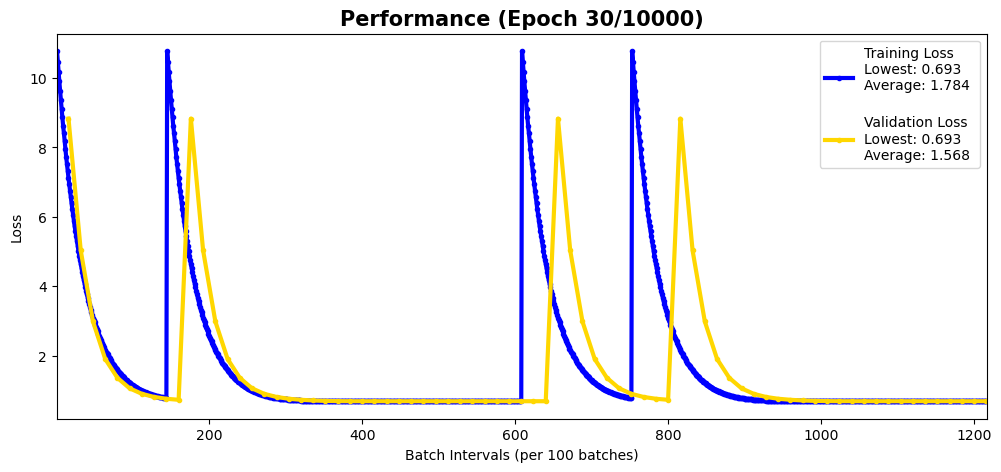 Performance (Epoch 30/10000)
Training Loss
Lowest: 0.693
Average: 1.784
Validation Loss
Lowest: 0.693
Average: 1.568
Loss
10
8
6
4
2
200
400
600
800
1000
1200
Batch Intervals (per 100 batches)